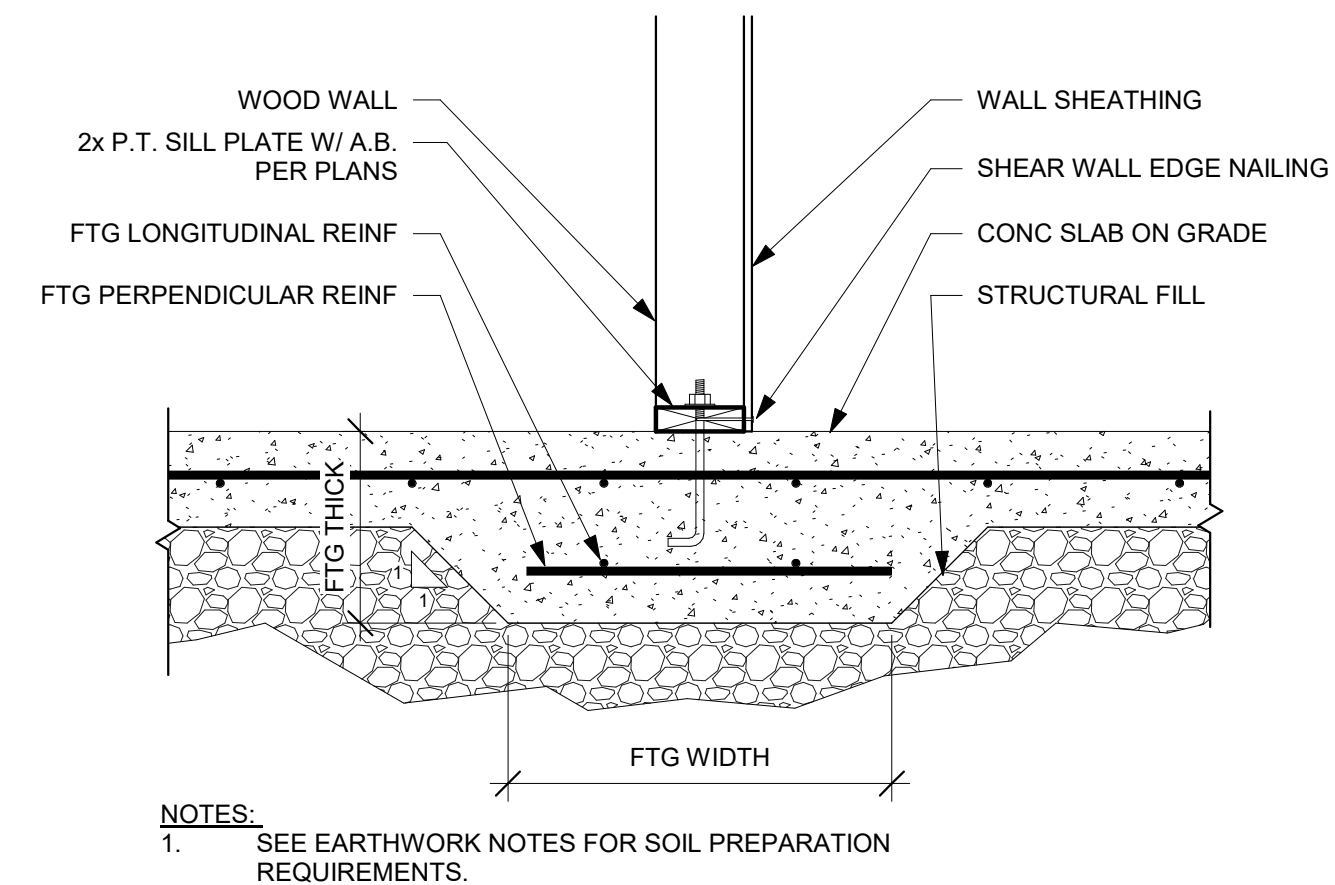 WOOD WALL
2x P.T. SILL PLATE W/ A.B.
PER PLANS
FTG LONGITUDINAL REINF
FTG PERPENDICULAR REINF
WALL SHEATHING
SHEAR WALL EDGE NAILING
CONC SLAB ON GRADE
STRUCTURAL FILL
FTG THICK
1
1
FTG WIDTH
NOTES:
1. SEE EARTHWORK NOTES FOR SOIL PREPARATION
REQUIREMENTS.